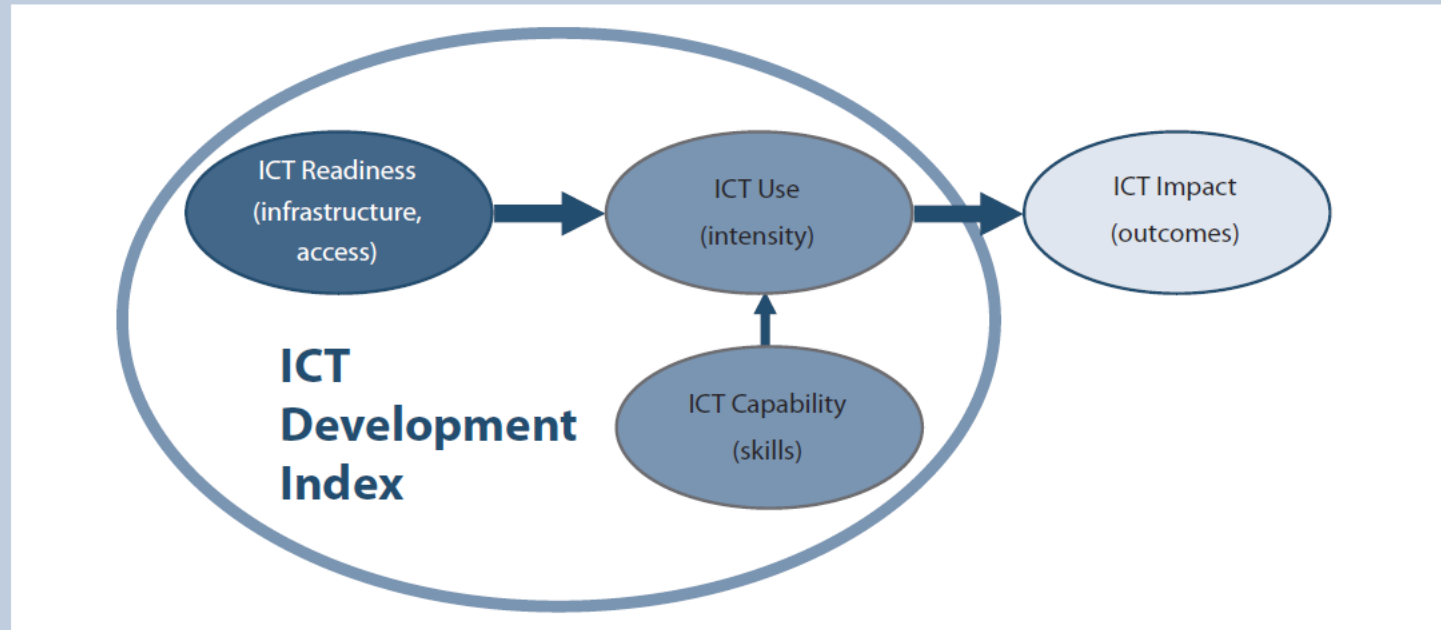 ICT Readiness
(infrastructure,
access)
ICT Use
(intensity)
ICT Impact
(outcomes)
ICT
Development
Index
ICT Capability
(skills)